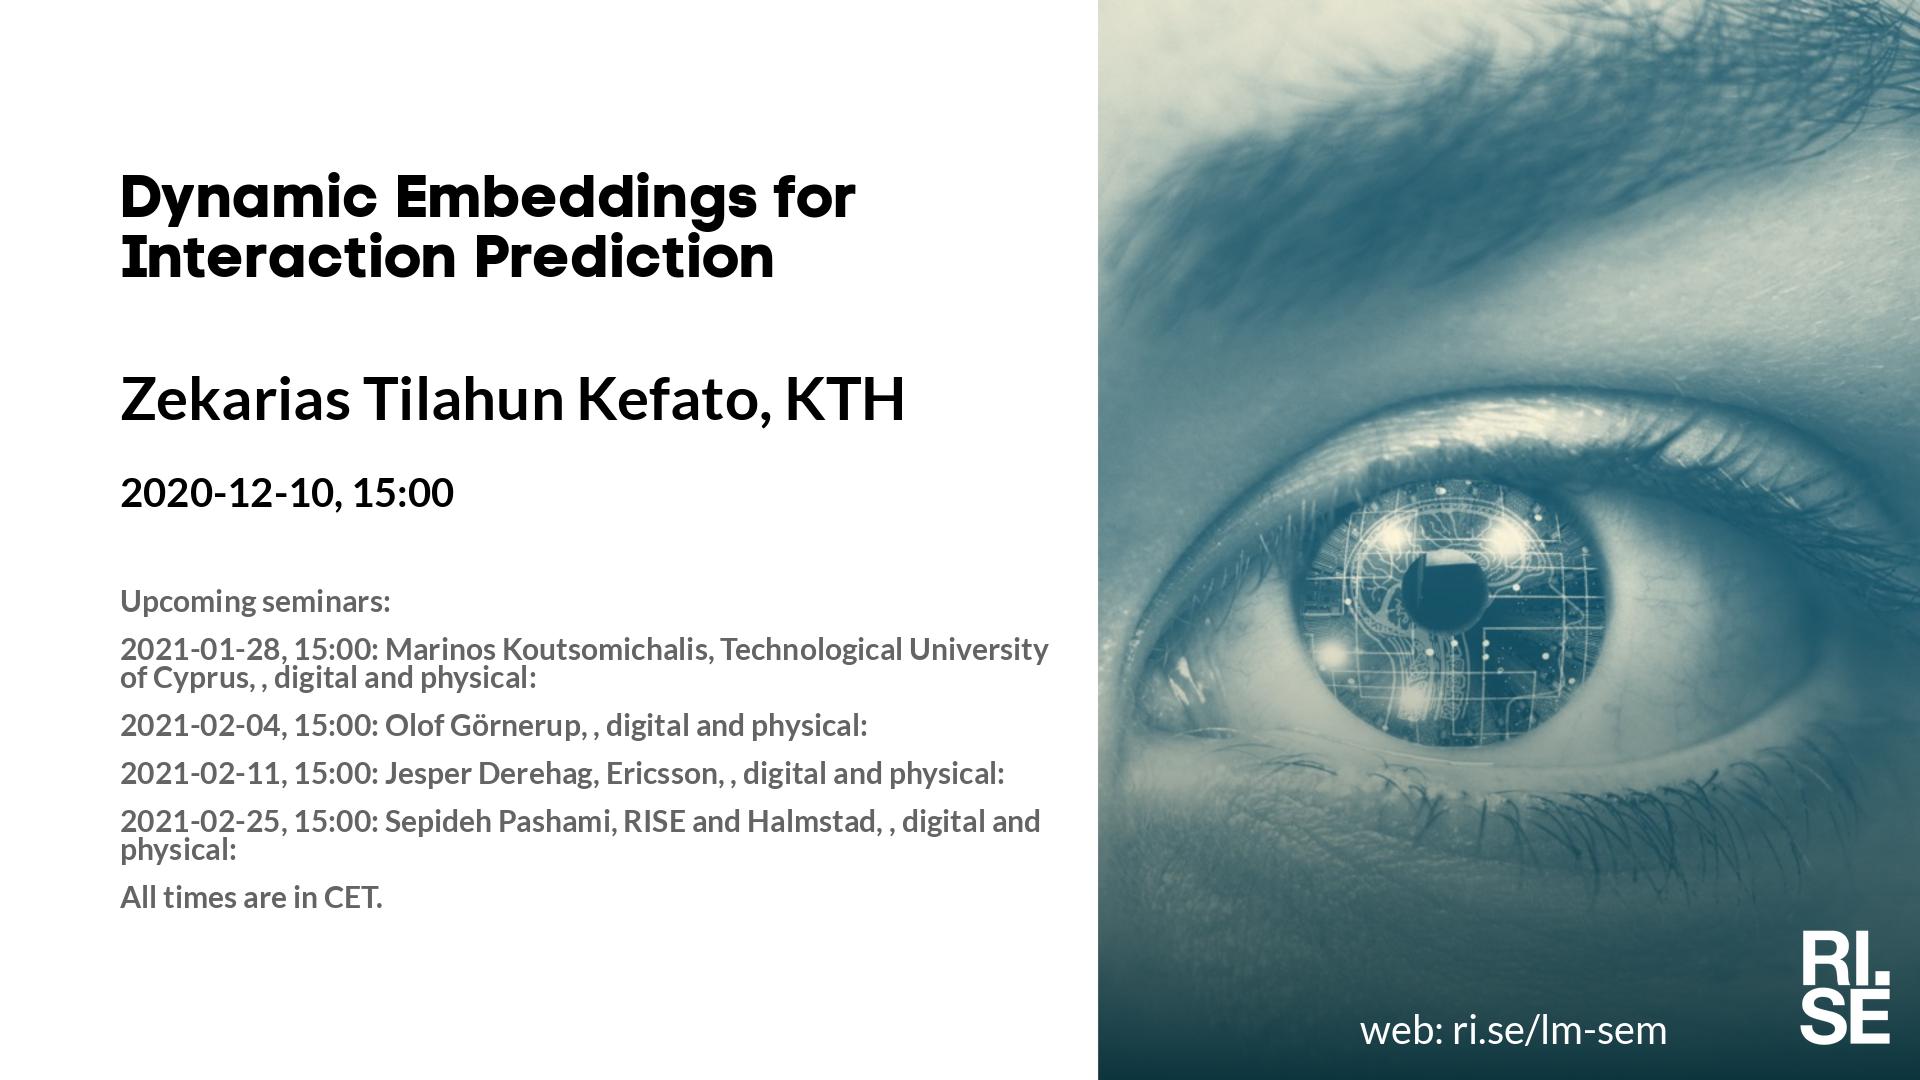 Dynamic Embeddings for
Interaction Prediction
Zekarias Tilahun Kefato, KTH
2020-12-10, 15:00
Upcoming seminars:
2021-01-28, 15:00: Marinos Koutsomichalis, Technological University
of Cyprus, , digital and physical:
2021-02-04, 15:00: Olof Görnerup, , digital and physical:
2021-02-11, 15:00: Jesper Derehag, Ericsson, , digital and physical:
2021-02-25, 15:00: Sepideh Pashami, RISE and Halmstad, , digital and
physical:
All times are in CET.
web: ri.se/lm-sem
RI.
SE